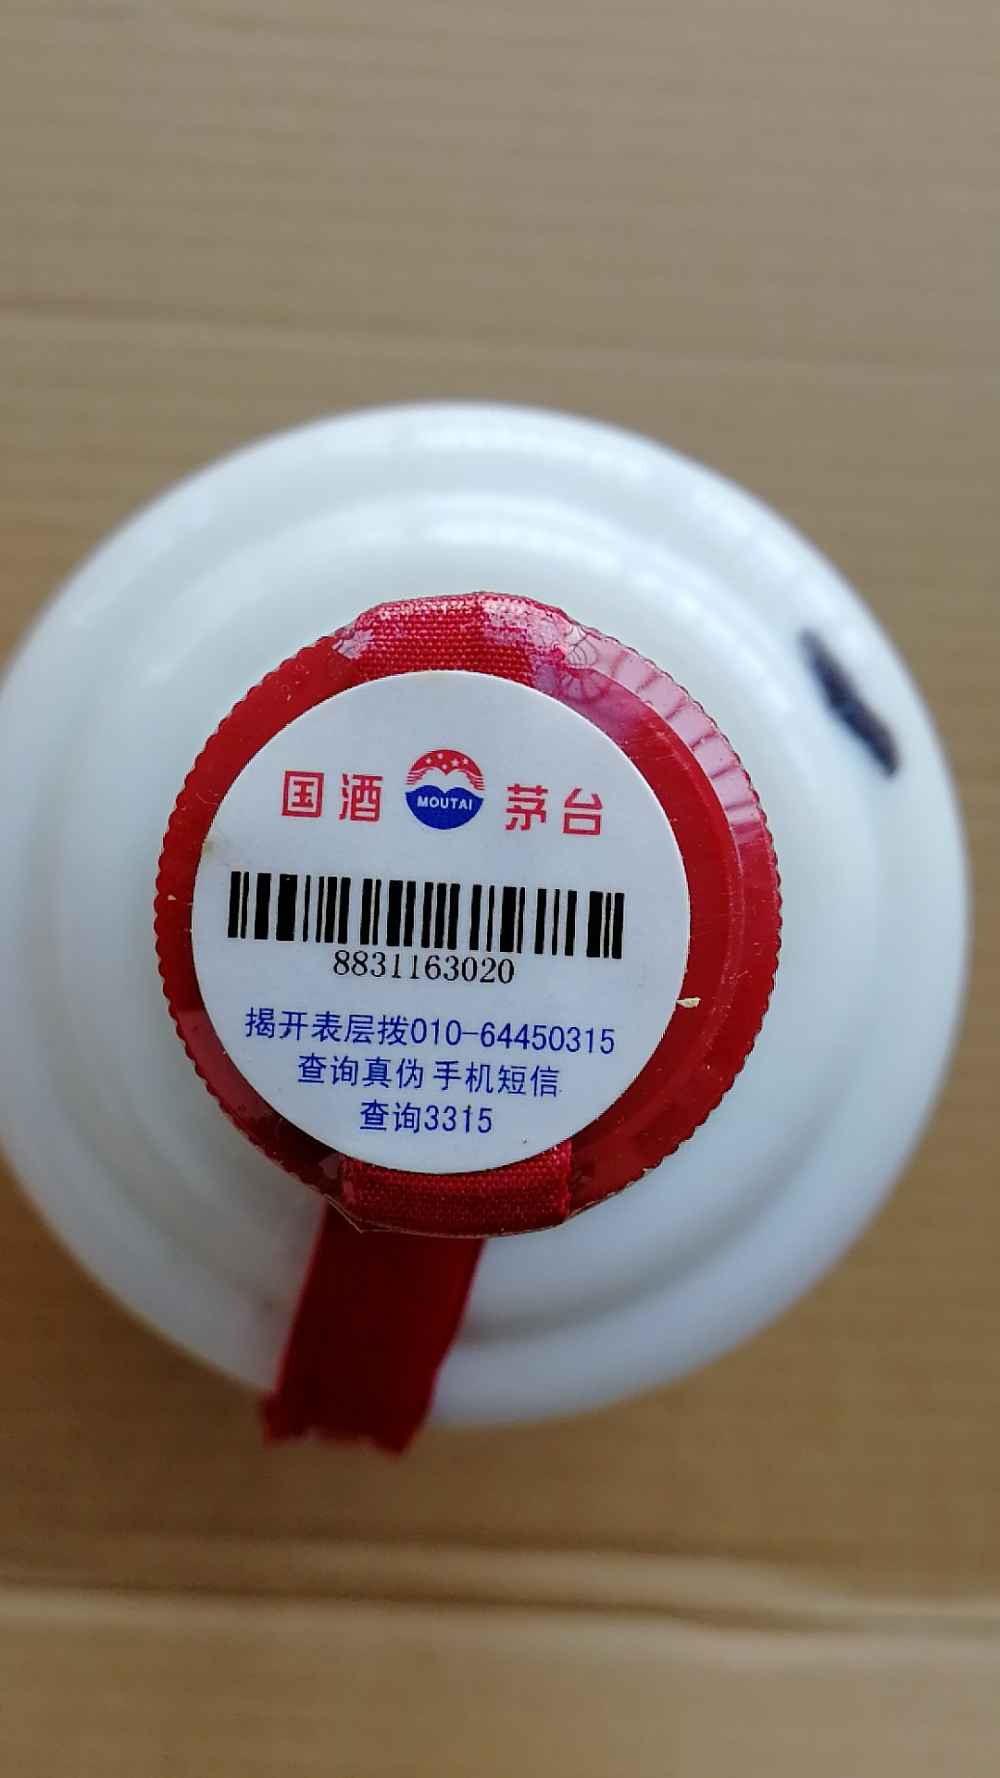 国酒 MOUTAI 茅台
8831163020
揭开表层拨010-64450315
查询真伪 手机短信
查询3315